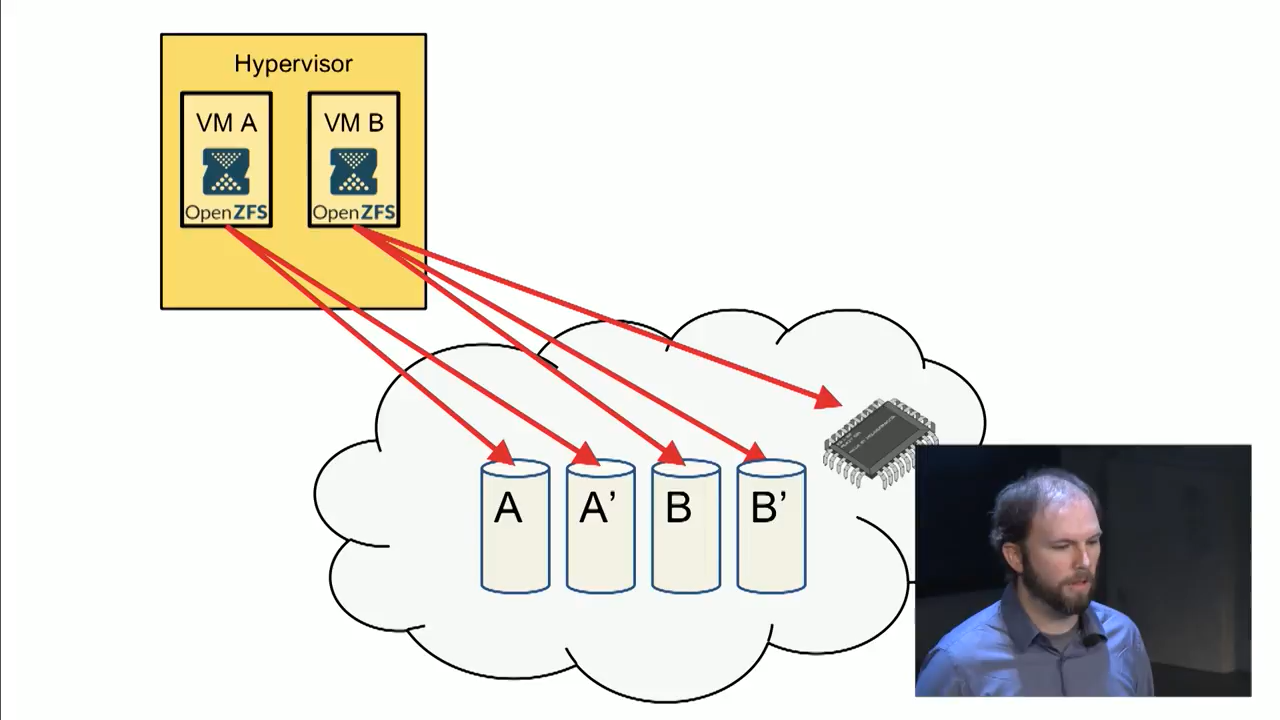 Hypervisor
VM A
VM B
OpenZFS
OpenZFS
A
A’
B
B’